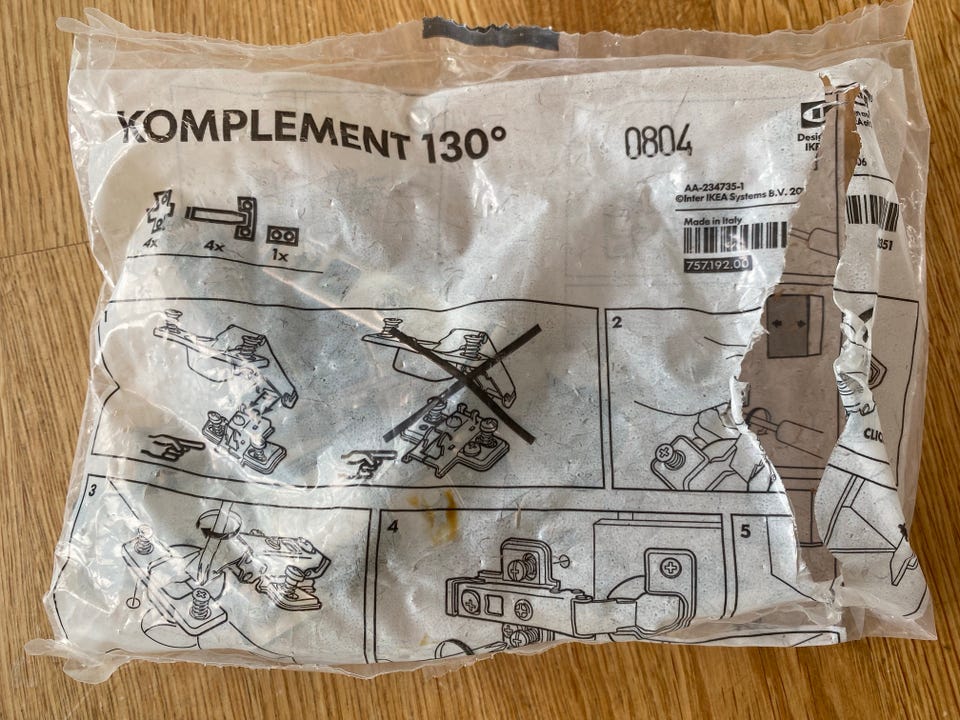 KOMPLEMENT 130°
0804
4x
4x
1x
AA-234735-1
©Inter IKEA Systems B.V. 20
Made in Italy
757.192.00
1
2
3
4
5